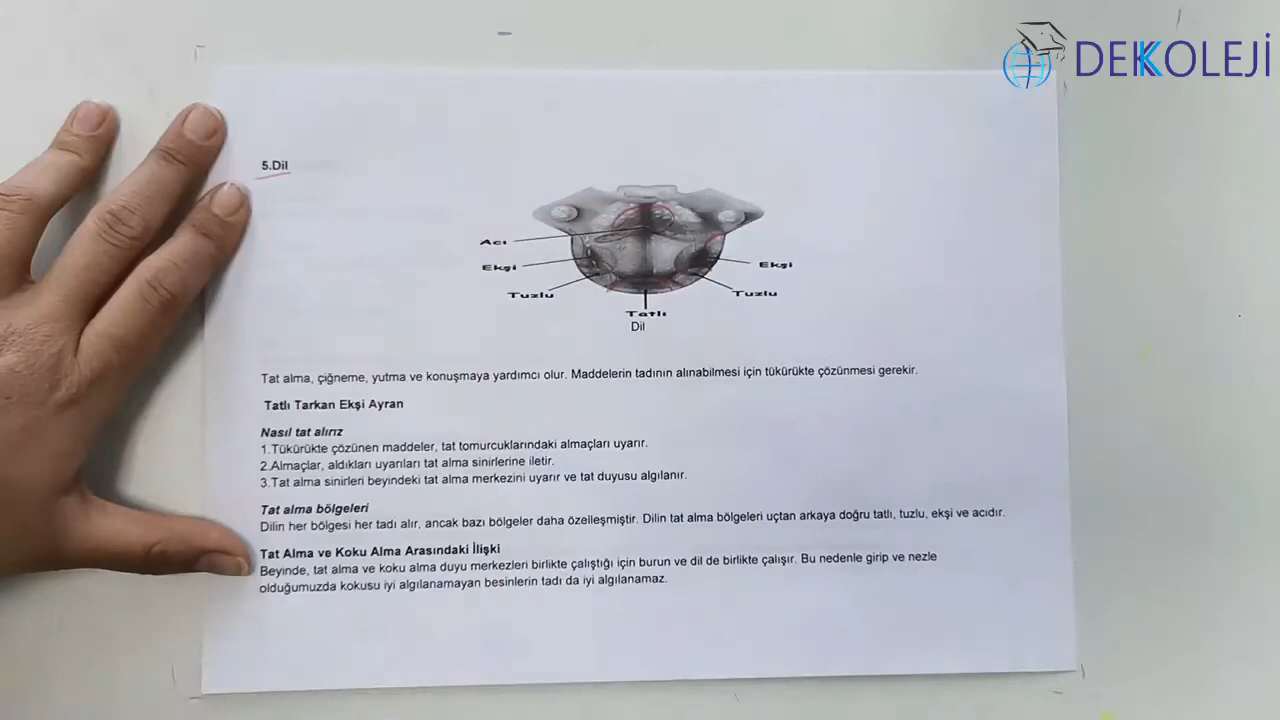 DEKKOLEJİ
5.Dil
Acı
Ekşi
Ekşi
Tuzlu
Tuzlu
Tatlı
Dil
Tat alma, çiğneme, yutma ve konuşmaya yardımcı olur. Maddelerin tadının alınabilmesi için tükürükte çözünmesi gerekir.
Tatlı Tarkan Ekşi Ayran
Nasıl tat alırız
1.Tükürükte çözünen maddeler, tat tomurcuklarındaki almaçları uyarır.
2.Almaçlar, aldıkları uyarıları tat alma sinirlerine iletir.
3.Tat alma sinirleri beyindeki tat alma merkezini uyarır ve tat duyusu algılanır.
Tat alma bölgeleri
Dilin her bölgesi her tadı alır, ancak bazı bölgeler daha özelleşmiştir. Dilin tat alma bölgeleri uçtan arkaya doğru tatlı, tuzlu, ekşi ve acıdır.
Tat Alma ve Koku Alma Arasındaki İlişki
Beyinde, tat alma ve koku alma duyu merkezleri birlikte çalıştığı için burun ve dil de birlikte çalışır. Bu nedenle girip ve nezle
olduğumuzda kokusu iyi algılanamayan besinlerin tadı da iyi algılanamaz.